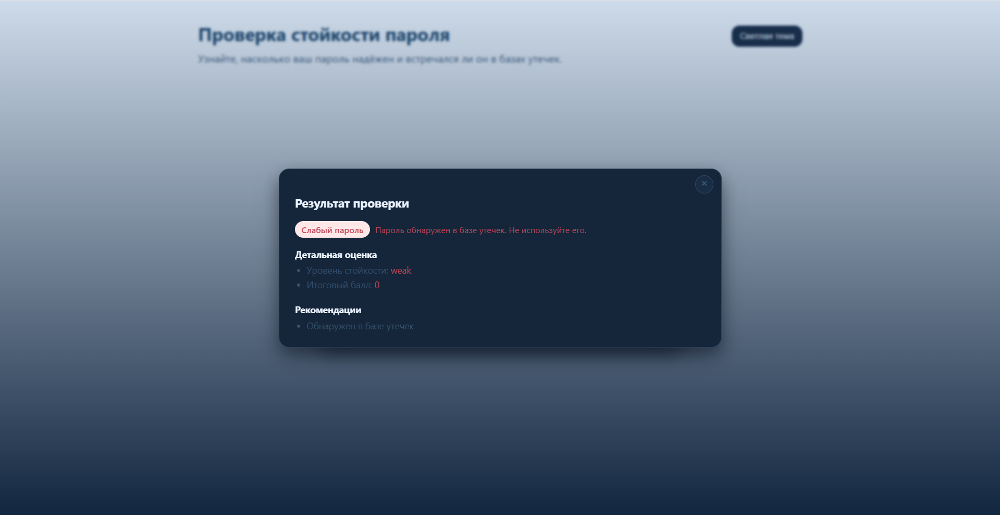 Проверка стойкости пароля
Светлая тема
Узнайте, насколько ваш пароль надёжен и встречался ли он в базах утечек.
×
Результат проверки
Слабый пароль Пароль обнаружен в базе утечек. Не используйте его.
Детальная оценка
• Уровень стойкости: weak
• Итоговый балл: 0
Рекомендации
• Обнаружен в базе утечек